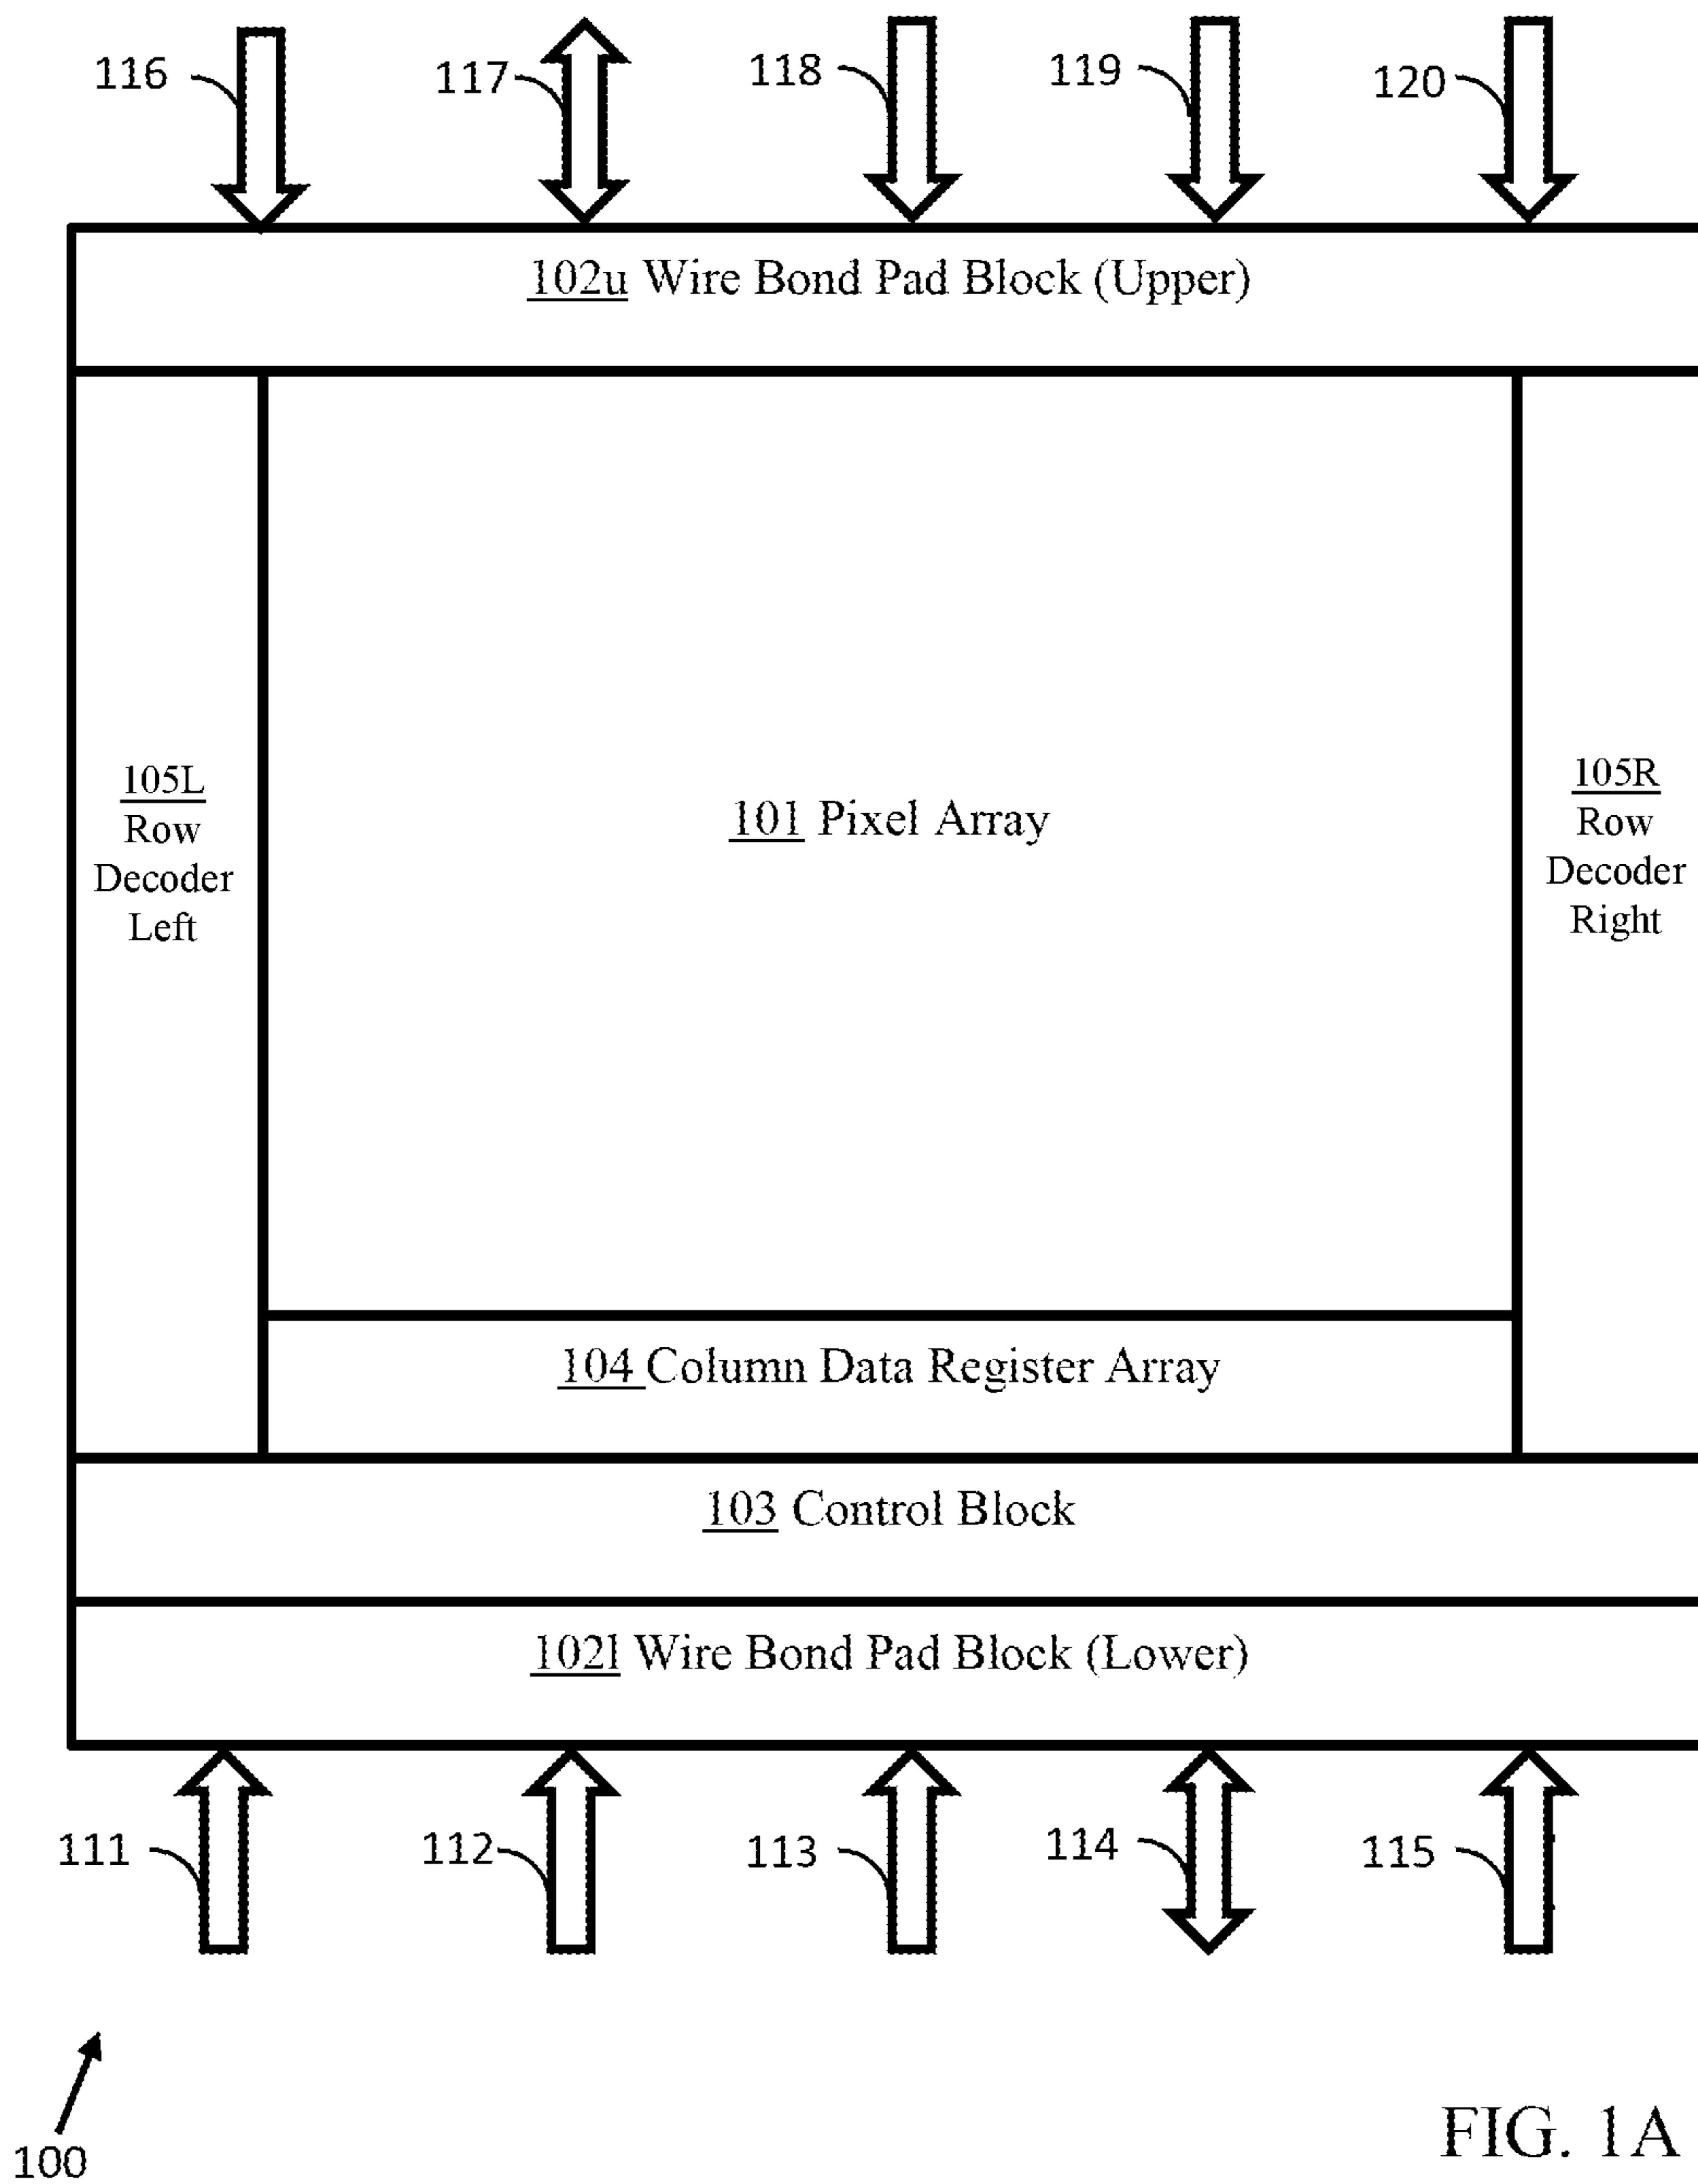 116
117
118
119
120
102u Wire Bond Pad Block (Upper)
105L
Row
Decoder
Left
101 Pixel Array
105R
Row
Decoder
Right
104 Column Data Register Array
103 Control Block
102l Wire Bond Pad Block (Lower)
111
112
113
114
115
100
FIG. 1A